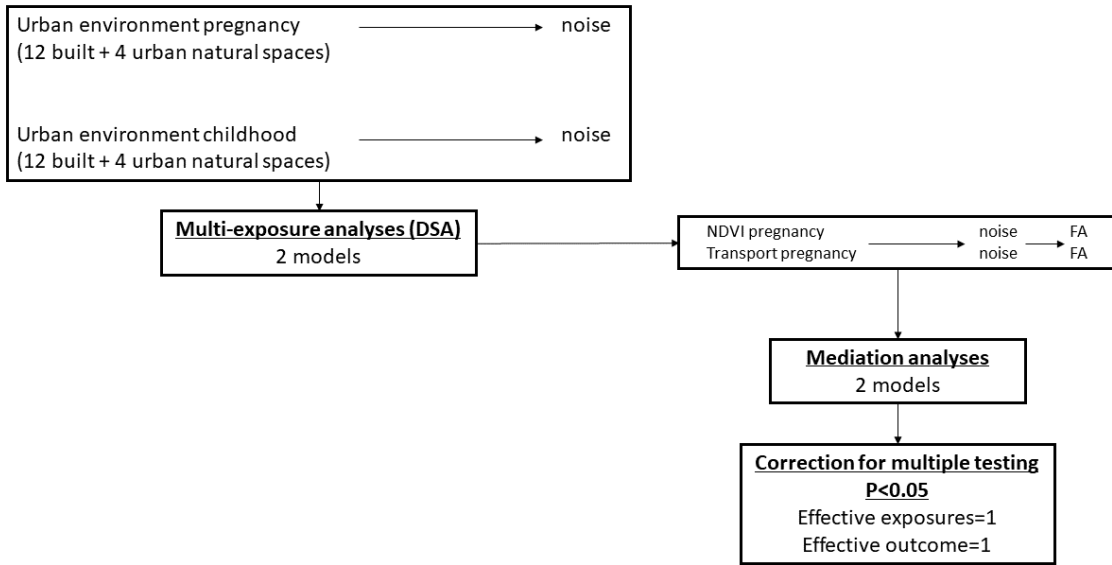 Urban environment pregnancy noise
(12 built + 4 urban natural spaces)
Urban environment childhood noise
(12 built + 4 urban natural spaces)
Multi-exposure analyses (DSA)
2 models
NDVI pregnancy noise FA
Transport pregnancy noise FA
Mediation analyses
2 models
Correction for multiple testing
P<0.05
Effective exposures=1
Effective outcome=1